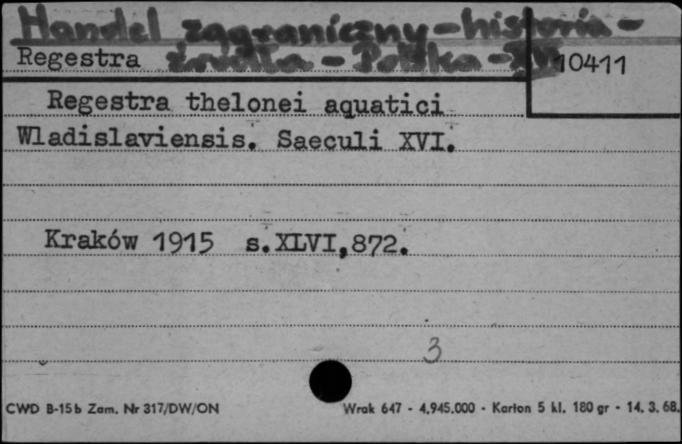 Handel zagraniczny-historia-
Regestra źródła - Polska - XVI
10411
Regestra thelonei aquatici
Wladislaviensis. Saeculi XVI.
Kraków 1915 s.XLVI,872.
3
CWD B-15b Zam. Nr 317/DW/ON
Wrak 647 - 4.945.000 - Karton 5 kl. 180 gr - 14. 3. 68.